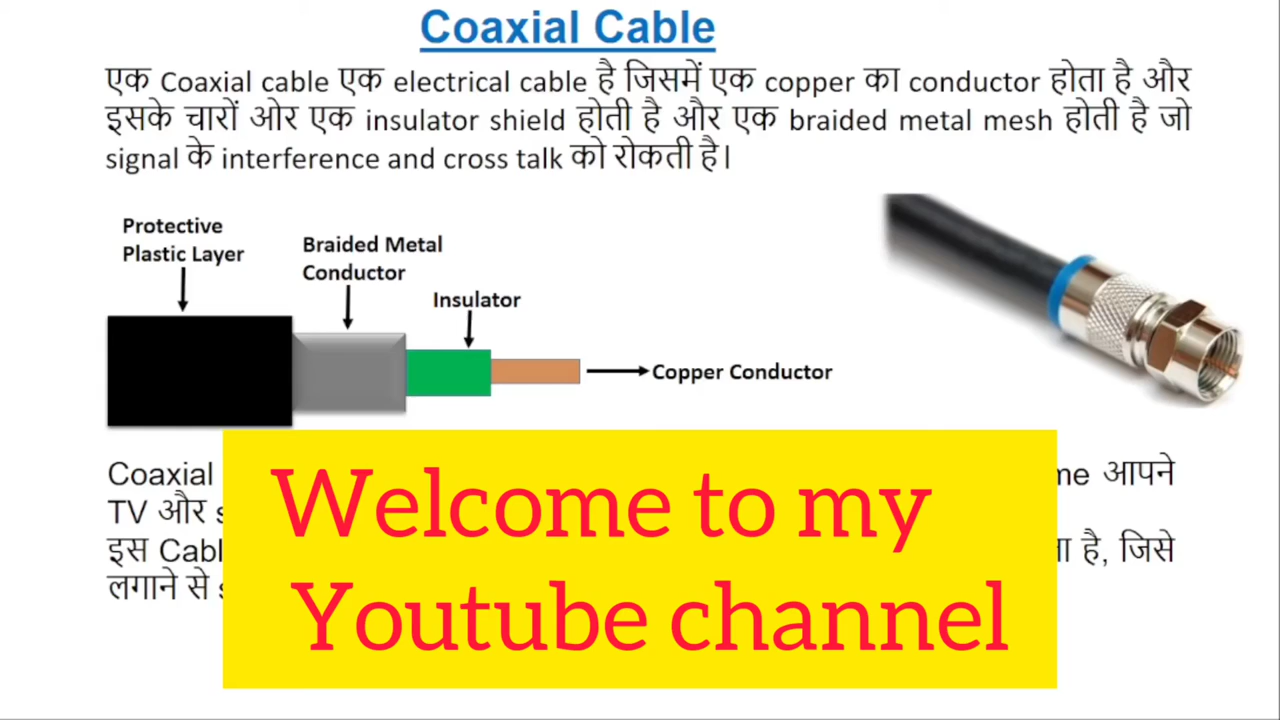 Coaxial Cable
एक Coaxial cable एक electrical cable है जिसमें एक copper का conductor होता है और
इसके चारों ओर एक insulator shield होती है और एक braided metal mesh होती है जो
signal के interference and cross talk को रोकती है।
Protective
Plastic Layer
Braided Metal
Conductor
Insulator
Copper Conductor
Coaxial
आपने
TV और
इस
है, जिसे
लगाने से
Welcome to my
Youtube channel